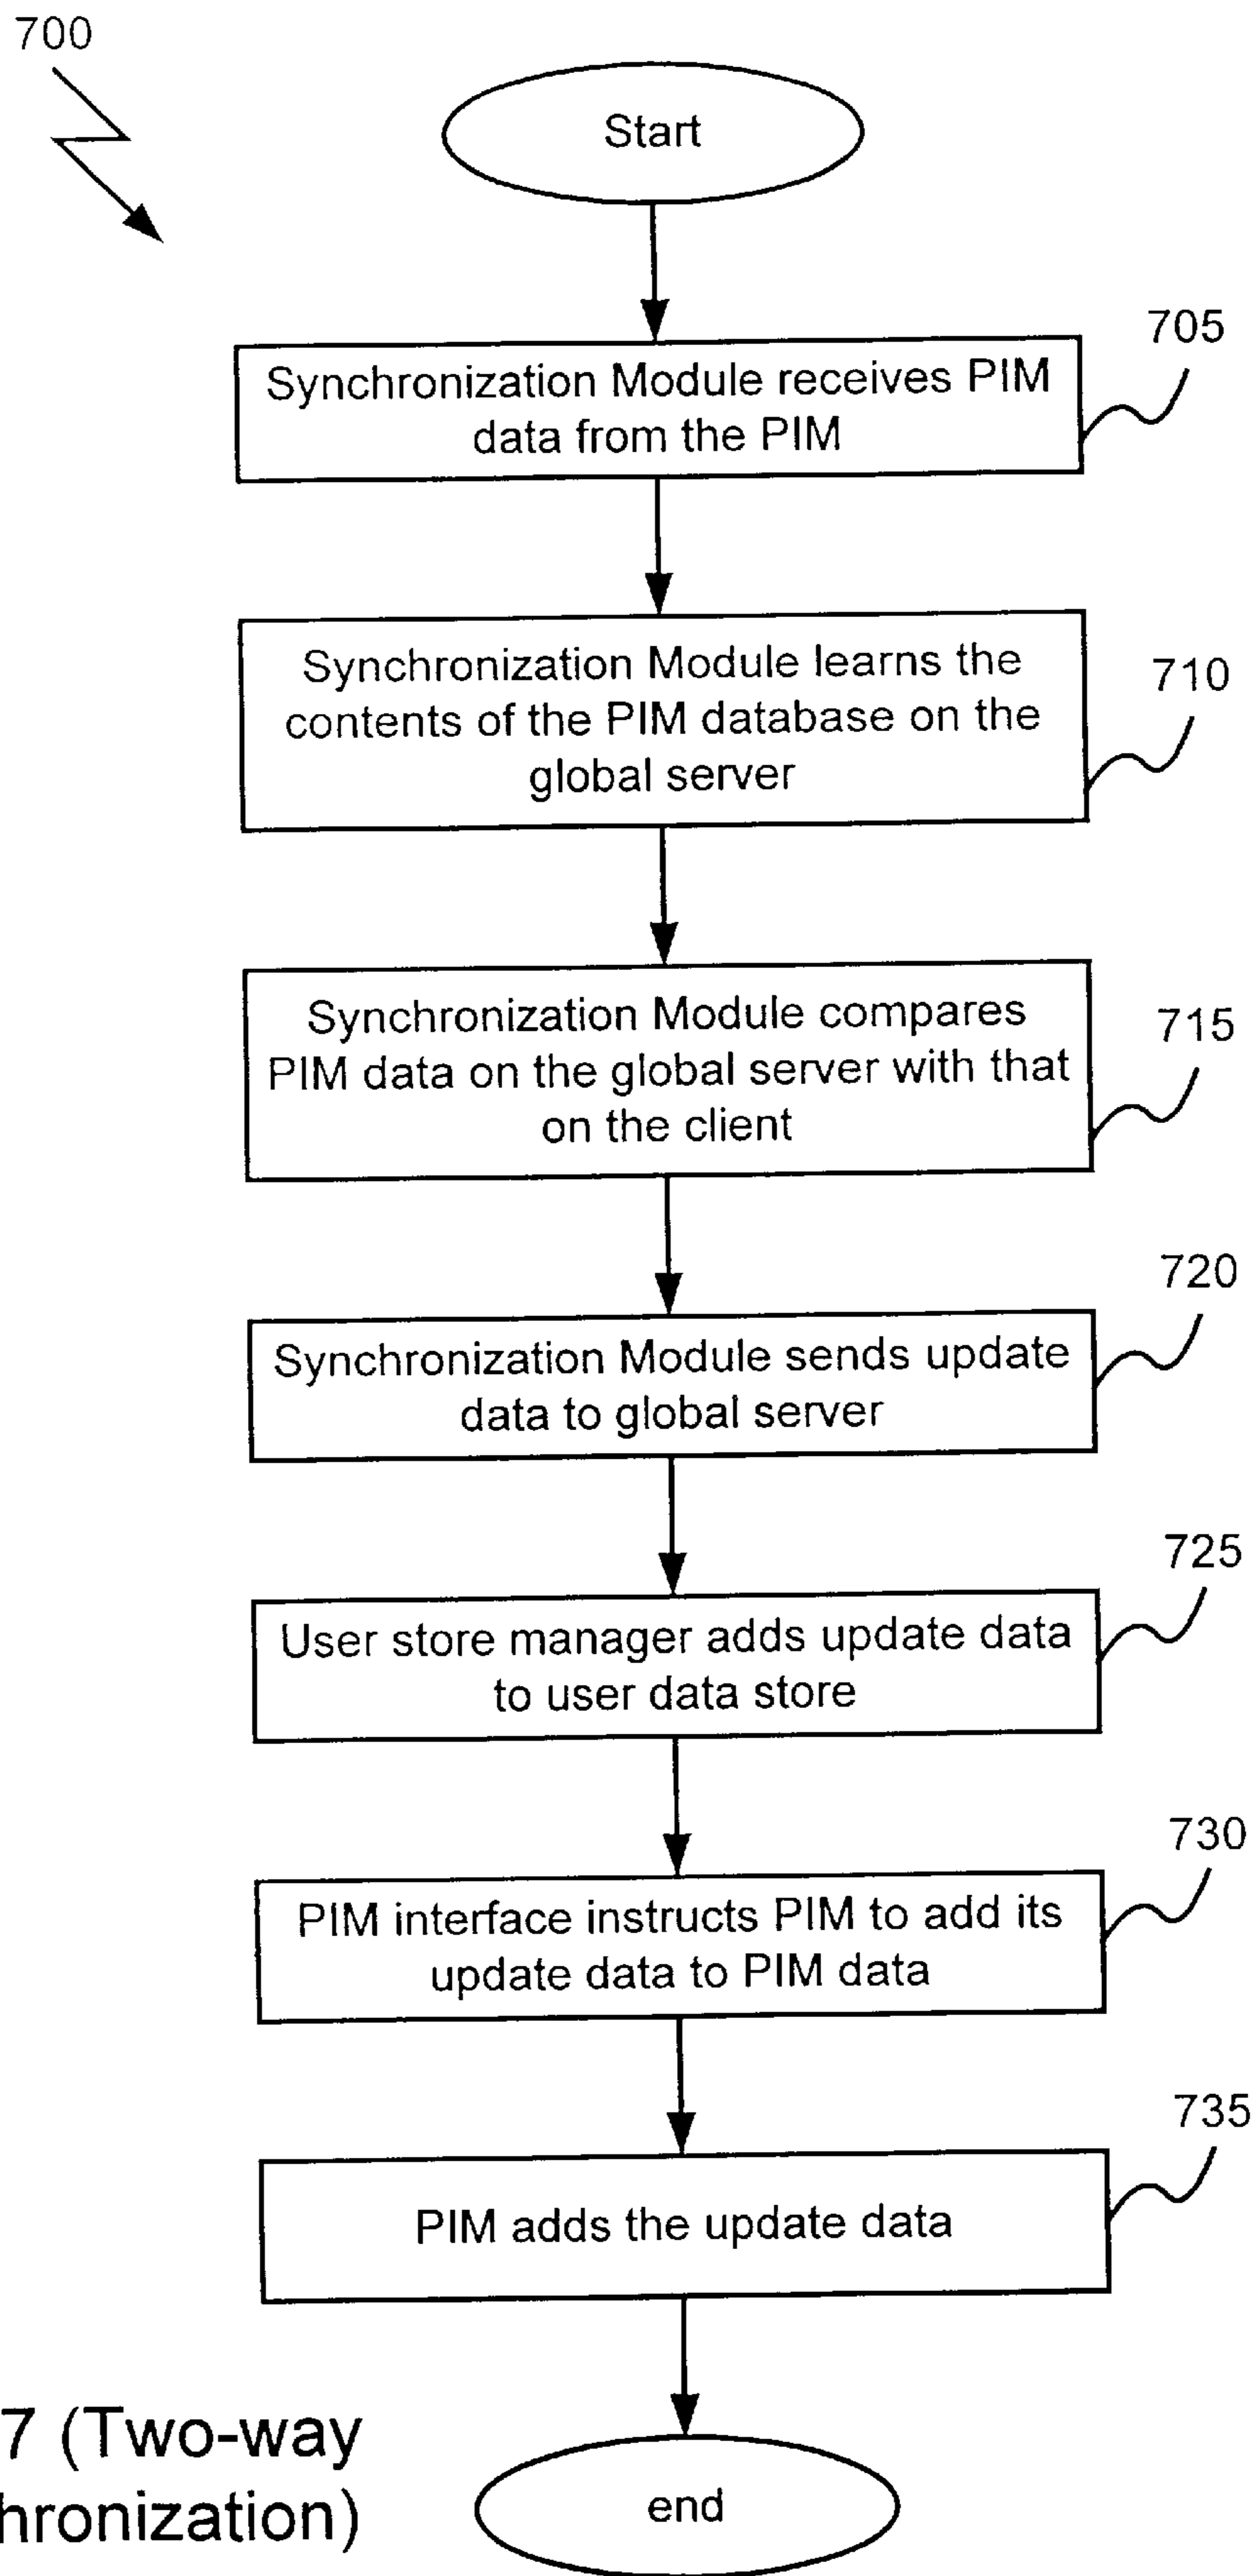 700
Start
705
Synchronization Module receives PIM
data from the PIM
710
Synchronization Module learns the
contents of the PIM database on the
global server
715
Synchronization Module compares
PIM data on the global server with that
on the client
720
Synchronization Module sends update
data to global server
725
User store manager adds update data
to user data store
730
PIM interface instructs PIM to add its
update data to PIM data
735
PIM adds the update data
7 (Two-way
hronization)
end